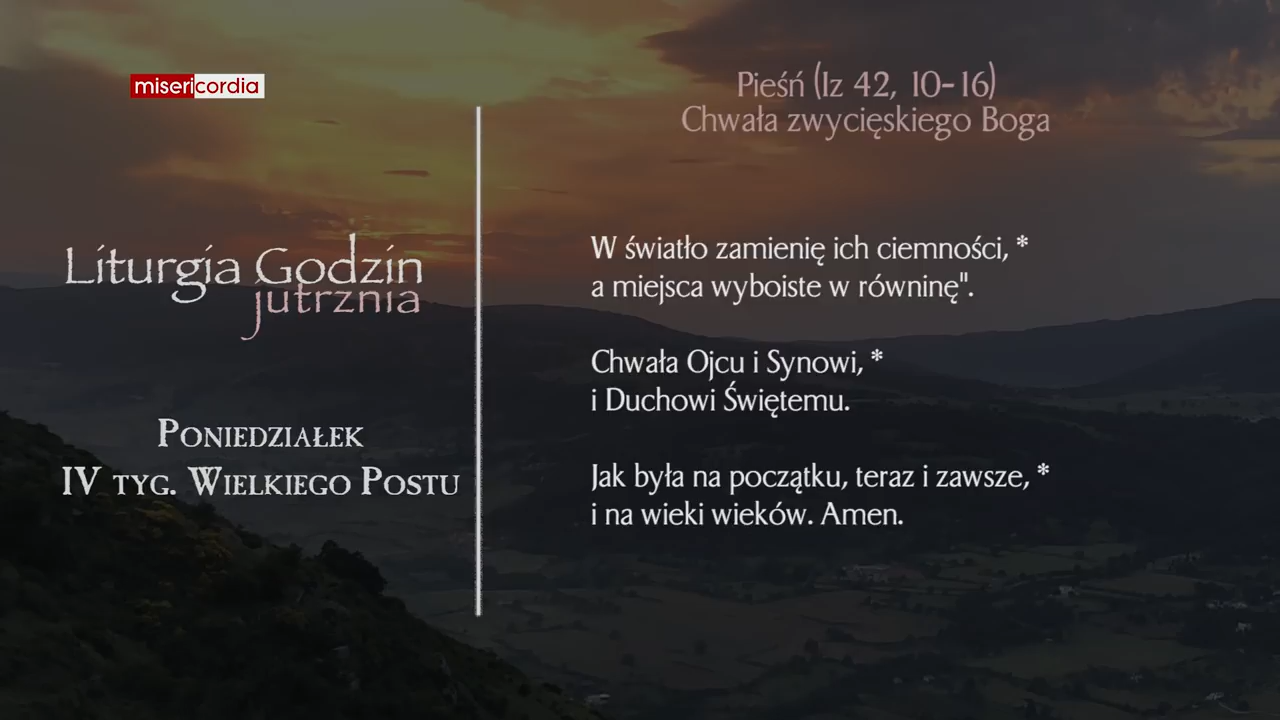 misericordia
Liturgia Godzin
jutrznia
Poniedziałek
IV tyg. Wielkiego Postu
Pieśń (Iz 42, 10-16)
Chwała zwycięskiego Boga
W światło zamienię ich ciemności, *
a miejsca wyboiste w równinę".
Chwała Ojcu i Synowi, *
i Duchowi Świętemu.
Jak była na początku, teraz i zawsze, *
i na wieki wieków. Amen.